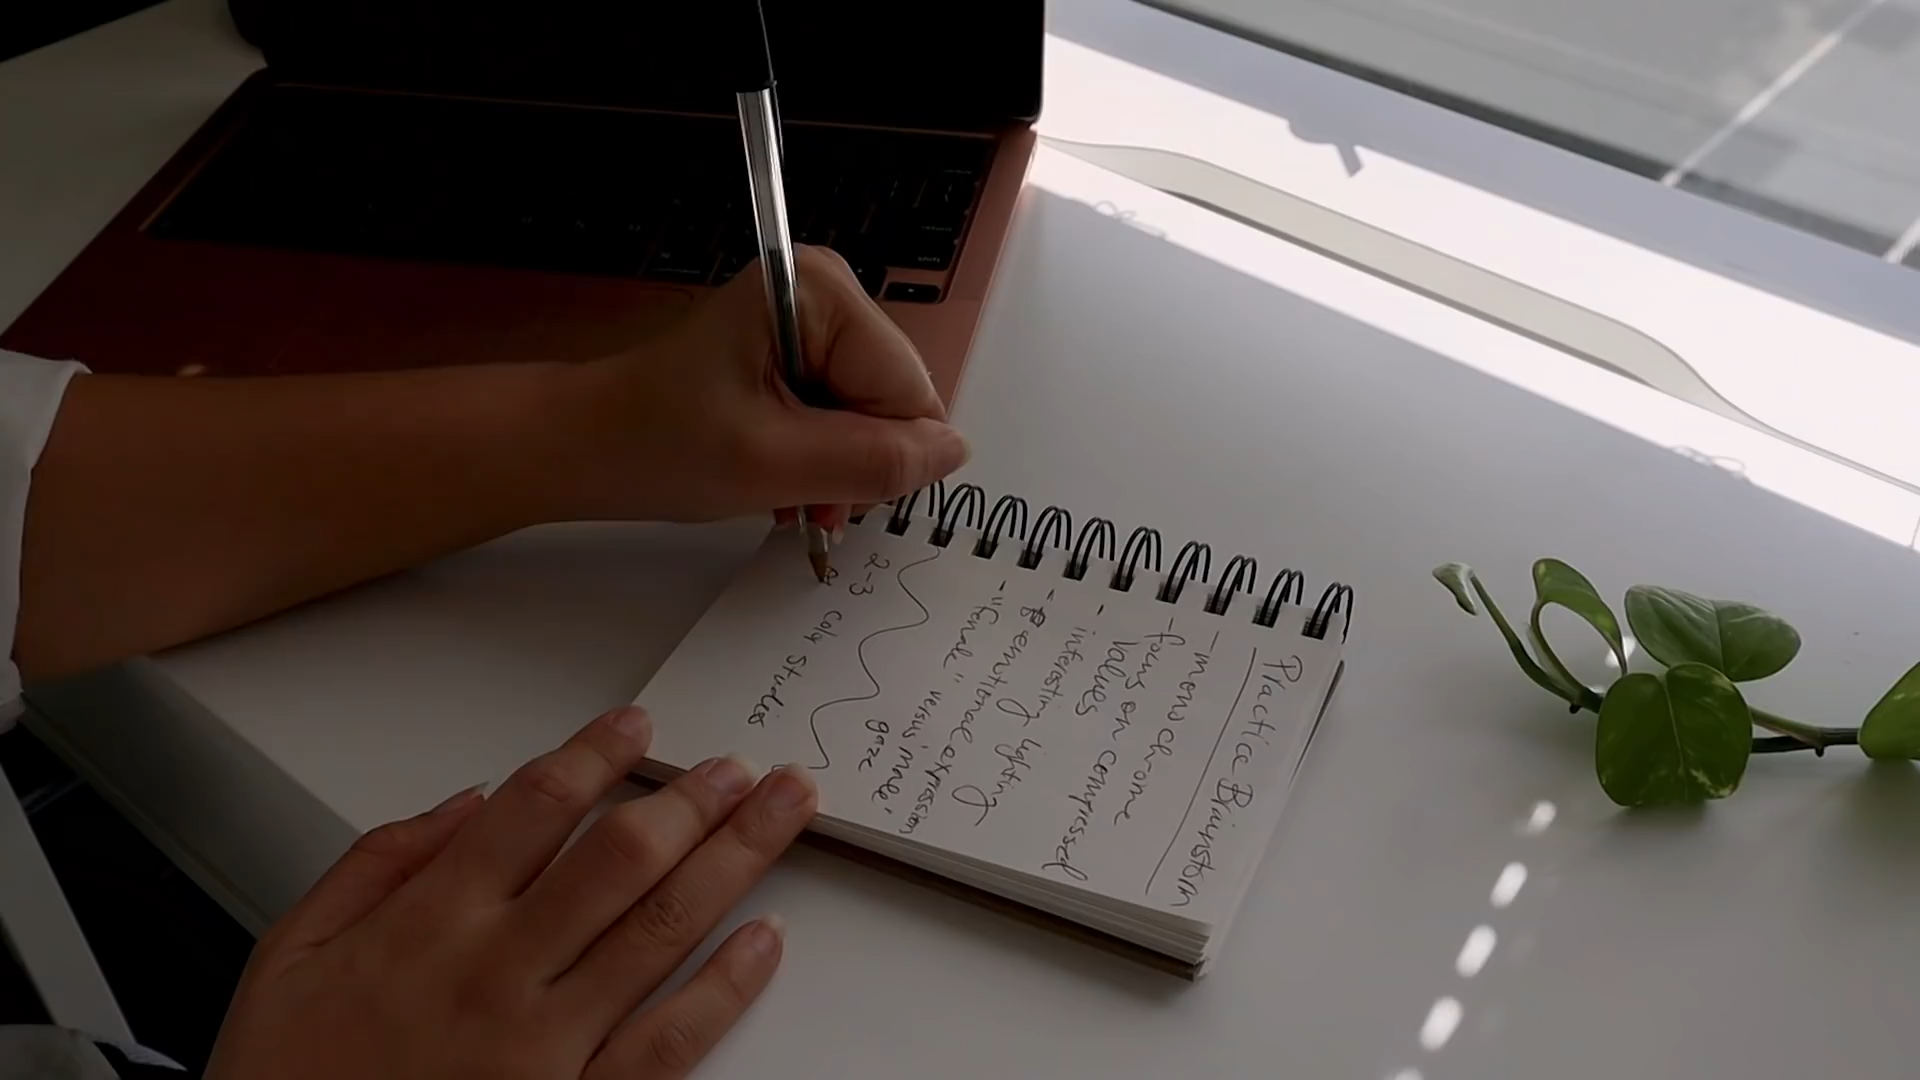 Practice Brainstorm
- monochrome
- focus on compressed
values
- interesting lighting
- emotional expression
- "female" versus "male"
gaze
2-3 Color Studies